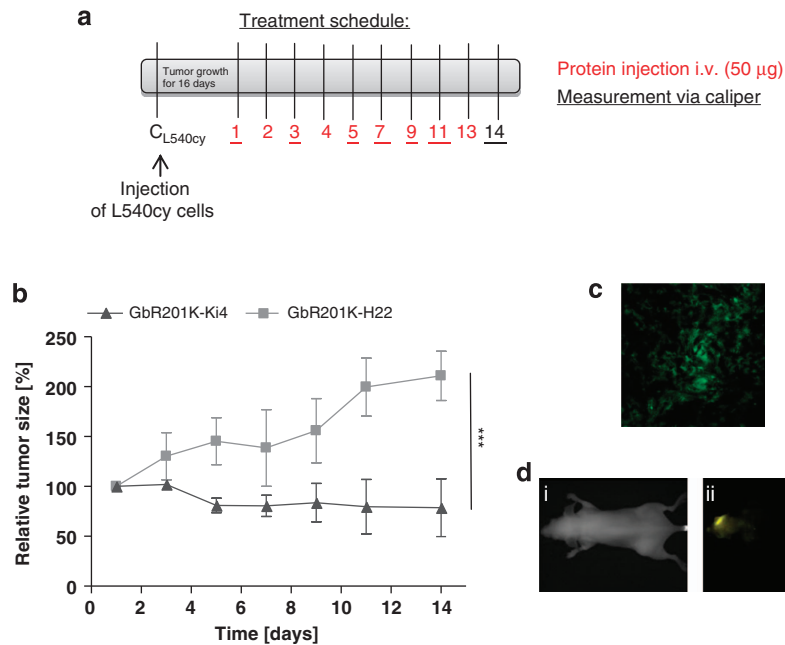 a
Treatment schedule:
Tumor growth
for 16 days
Protein injection i.v. (50 µg)
Measurement via caliper
C L540cy 1 2 3 4 5 7 9 11 13 14
Injection
of L540cy cells
b
GbR201K-Ki4 GbR201K-H22
Relative tumor size [%]
250
200
150
100
50
0
0 2 4 6 8 10 12 14
Time [days]
***
c
d
i
ii